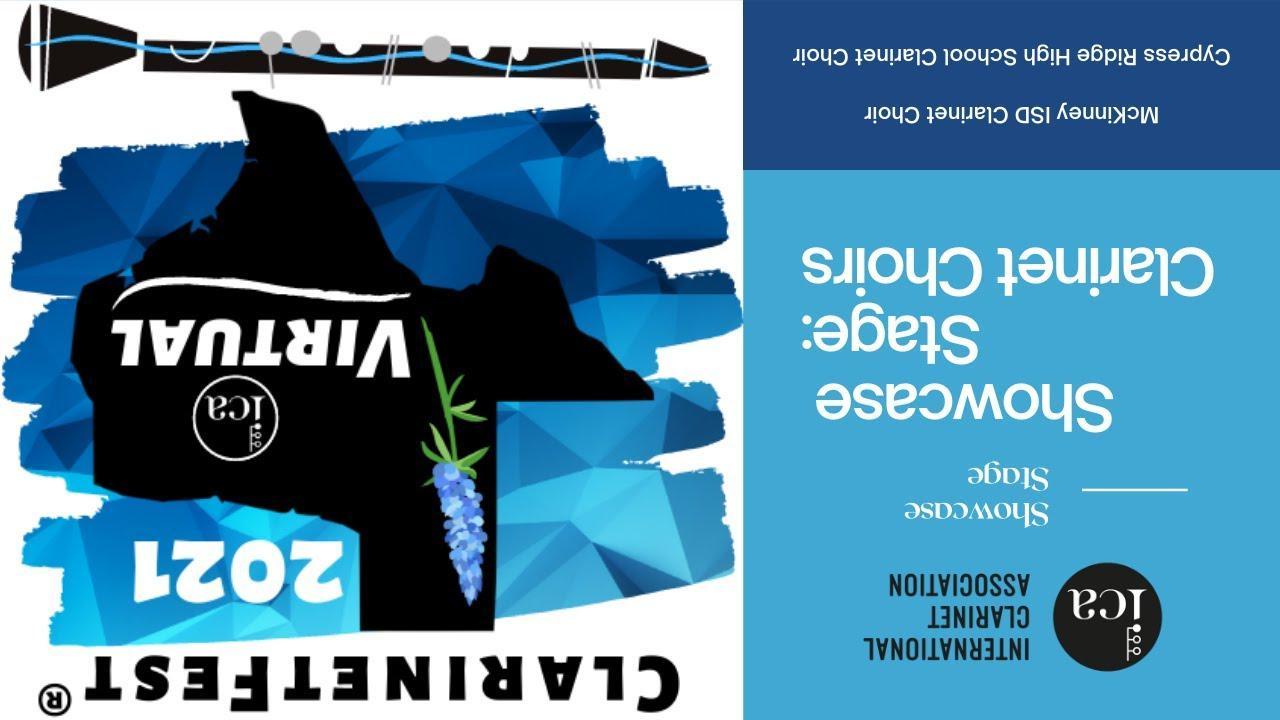 ica
INTERNATIONAL
CLARINET
ASSOCIATION
Showcase
Stage
Showcase
Stage:
Clarinet Choirs
McKinney ISD Clarinet Choir
Cypress Ridge High School Clarinet Choir
CLARINETFEST®
2021
ica
VIRTUAL